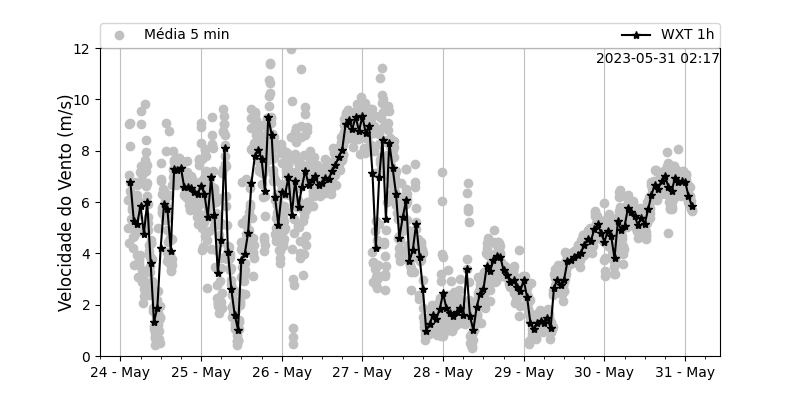 Média 5 min
WXT 1h
2023-05-31 02:17
Velocidade do Vento (m/s)
12
10
8
6
4
2
0
24 - May
25 - May
26 - May
27 - May
28 - May
29 - May
30 - May
31 - May